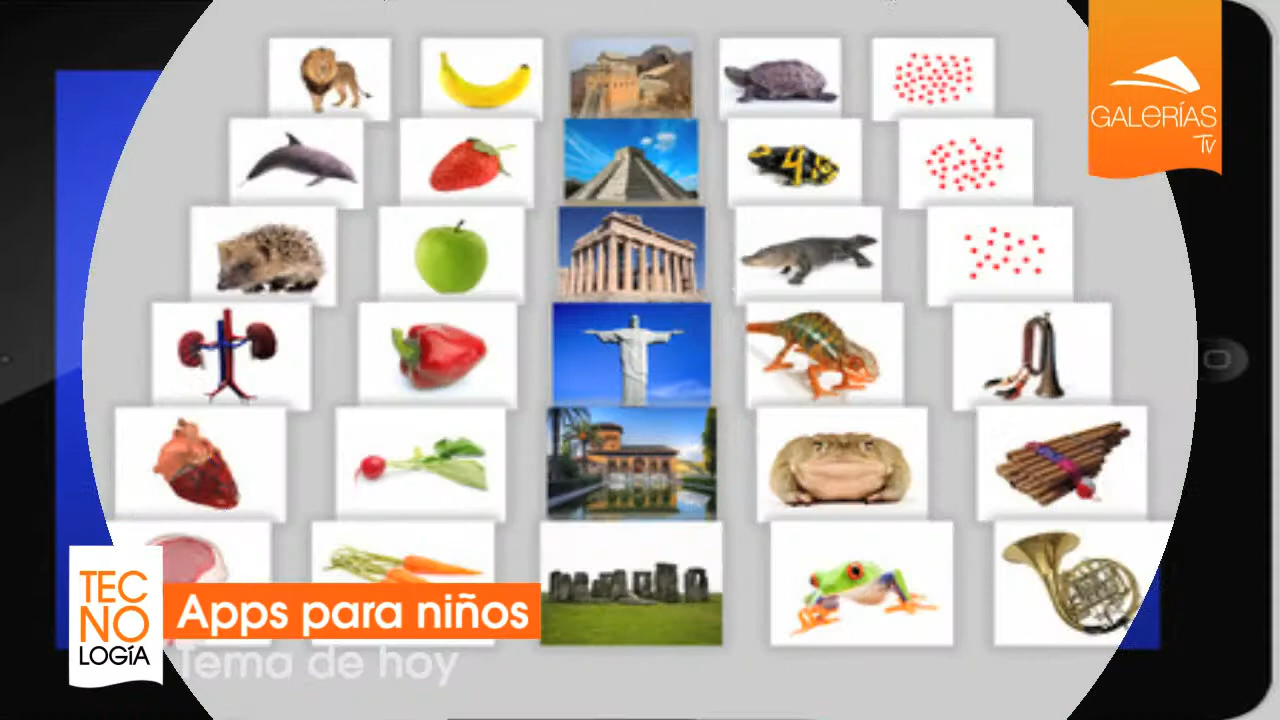 GALERÍAS
Tv
TEC
NO
LOGÍA
Apps para niños
Tema de hoy